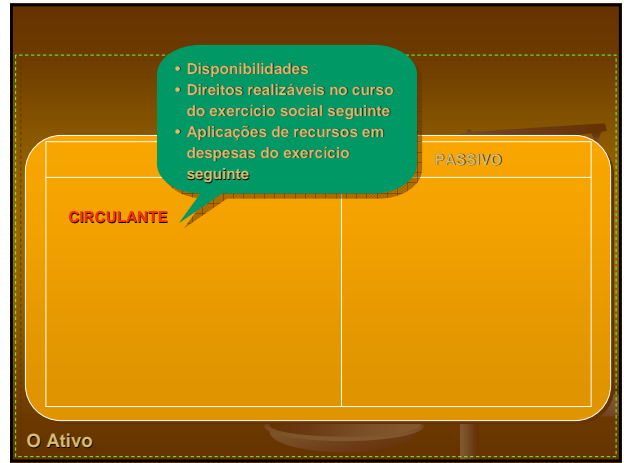 • Disponibilidades
• Direitos realizáveis no curso
do exercício social seguinte
• Aplicações de recursos em
despesas do exercício
seguinte
PASSIVO
CIRCULANTE
O Ativo